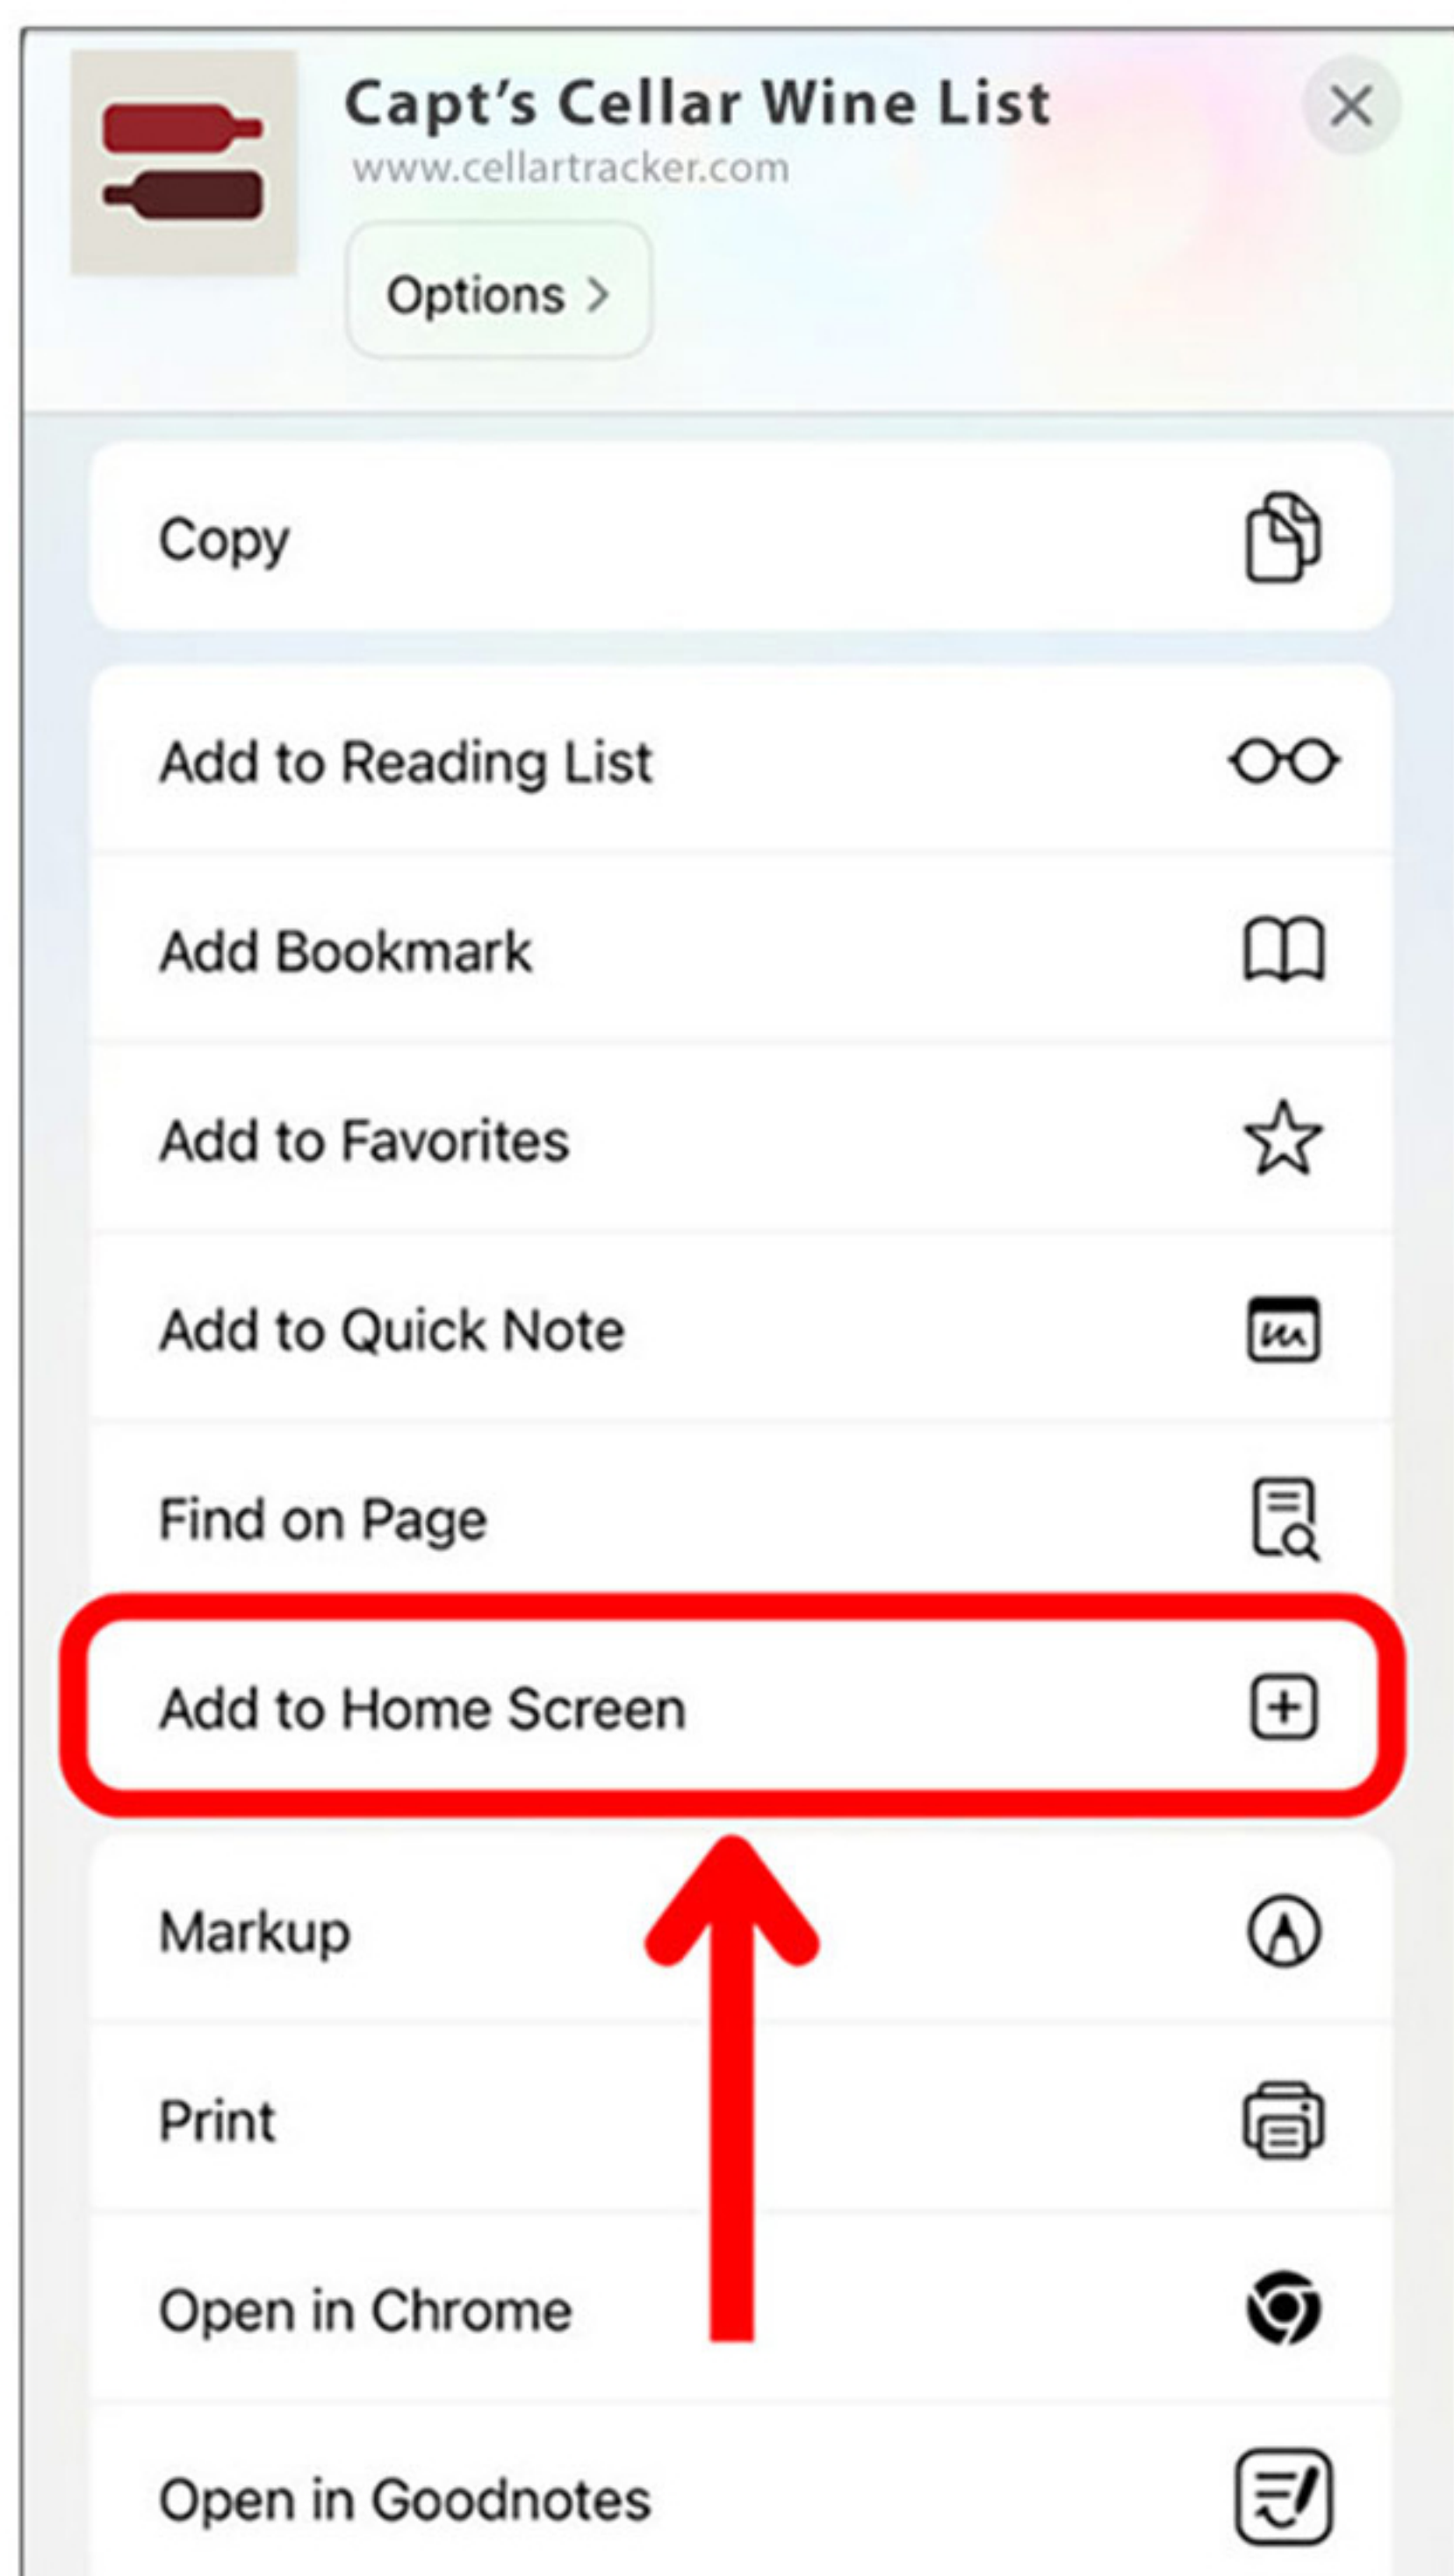 Capt's Cellar Wine List
www.cellartracker.com
Options
Copy
Add to Reading List
Add Bookmark
Add to Favorites
Add to Quick Note
Find on Page
Add to Home Screen
Markup
Print
Open in Chrome
Open in Goodnotes